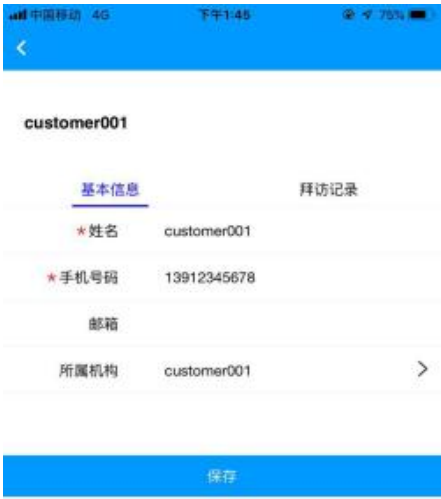 中国移动 4G 下午1:45 75%
customer001
基本信息 拜访记录
*姓名 customer001
*手机号码 13912345678
邮箱
所属机构 customer001
保存